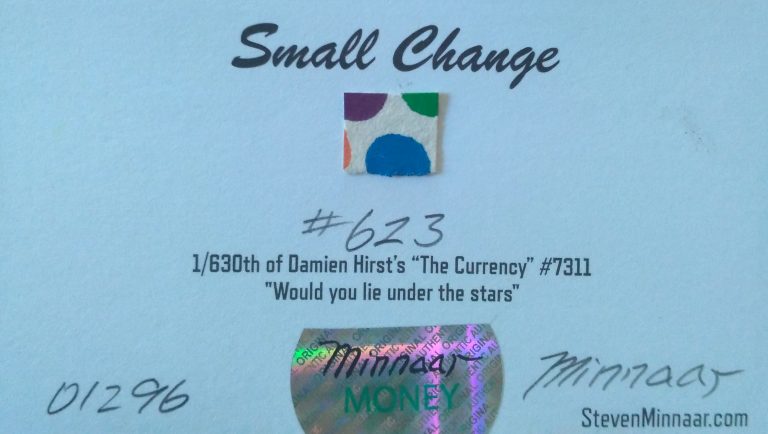 Small Change
#623
1/630th of Damien Hirst's "The Currency" #7311
"Would you lie under the stars"
Minnaar
MONEY
01296
Minnaar
StevenMinnaar.com